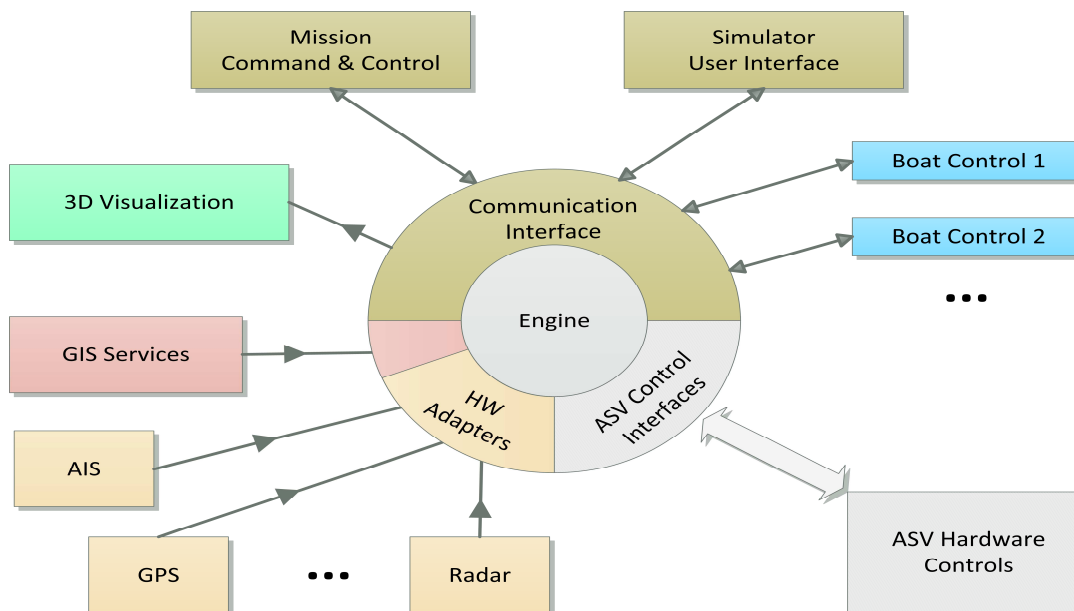 Mission
Command & Control
Simulator
User Interface
Boat Control 1
3D Visualization
Communication
Interface
Boat Control 2
...
Engine
GIS Services
HW
Adapters
ASV Control
Interfaces
AIS
GPS
...
Radar
ASV Hardware
Controls